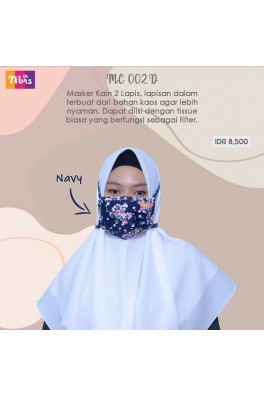 Nbrs
MC 002 D
Masker Kain 2 Lapis. lapisan dalam
terbuat dari bahan kaos agar lebih
nyaman. Dapat diisi dengan tissue
biasa yang berfungsi sebagai filter.
IDR 8,500
Navy